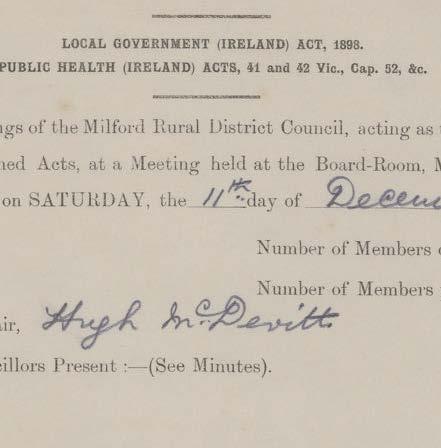 LOCAL GOVERNMENT (IRELAND) ACT, 1898.
PUBLIC HEALTH (IRELAND) ACTS, 41 and 42 Vic., Cap. 52, &c.
ngs of the Milford Rural District Council, acting as t
ned Acts, at a Meeting held at the Board-Room, M
on SATURDAY, the 11th day of Decem
Number of Members o
Number of Members
air, Hugh McDevitt
cillors Present :—(See Minutes).